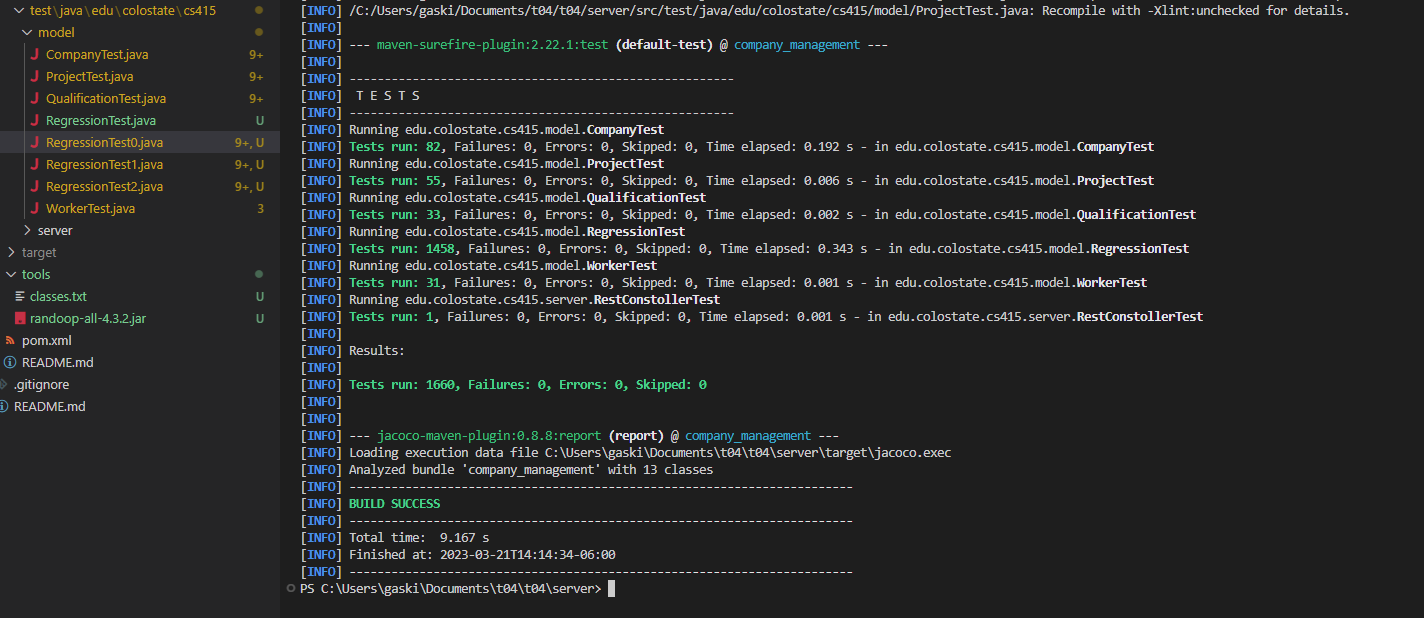 test\java\edu\colostate\cs415
model
CompanyTest.java 9+
ProjectTest.java 9+
QualificationTest.java 9+
RegressionTest.java U
RegressionTest0.java 9+, U
RegressionTest1.java 9+, U
RegressionTest2.java 9+, U
WorkerTest.java 3
server
target
tools
classes.txt U
randoop-all-4.3.2.jar U
pom.xml
README.md
.gitignore
README.md
[INFO] /C:/Users/gaski/Documents/t04/t04/server/src/test/java/edu/colostate/cs415/model/ProjectTest.java: Recompile with -Xlint:unchecked for details.
[INFO]
[INFO] --- maven-surefire-plugin:2.22.1:test (default-test) @ company_management ---
[INFO]
[INFO] -------------------------------------------------------
[INFO]  T E S T S
[INFO] -------------------------------------------------------
[INFO] Running edu.colostate.cs415.model.CompanyTest
[INFO] Tests run: 82, Failures: 0, Errors: 0, Skipped: 0, Time elapsed: 0.192 s - in edu.colostate.cs415.model.CompanyTest
[INFO] Running edu.colostate.cs415.model.ProjectTest
[INFO] Tests run: 55, Failures: 0, Errors: 0, Skipped: 0, Time elapsed: 0.006 s - in edu.colostate.cs415.model.ProjectTest
[INFO] Running edu.colostate.cs415.model.QualificationTest
[INFO] Tests run: 33, Failures: 0, Errors: 0, Skipped: 0, Time elapsed: 0.002 s - in edu.colostate.cs415.model.QualificationTest
[INFO] Running edu.colostate.cs415.model.RegressionTest
[INFO] Tests run: 1458, Failures: 0, Errors: 0, Skipped: 0, Time elapsed: 0.343 s - in edu.colostate.cs415.model.RegressionTest
[INFO] Running edu.colostate.cs415.model.WorkerTest
[INFO] Tests run: 31, Failures: 0, Errors: 0, Skipped: 0, Time elapsed: 0.001 s - in edu.colostate.cs415.model.WorkerTest
[INFO] Running edu.colostate.cs415.server.RestConstollerTest
[INFO] Tests run: 1, Failures: 0, Errors: 0, Skipped: 0, Time elapsed: 0.001 s - in edu.colostate.cs415.server.RestConstollerTest
[INFO]
[INFO] Results:
[INFO]
[INFO] Tests run: 1660, Failures: 0, Errors: 0, Skipped: 0
[INFO]
[INFO]
[INFO] --- jacoco-maven-plugin:0.8.8:report (report) @ company_management ---
[INFO] Loading execution data file C:\Users\gaski\Documents\t04\t04\server\target\jacoco.exec
[INFO] Analyzed bundle 'company_management' with 13 classes
[INFO] ------------------------------------------------------------------------
[INFO] BUILD SUCCESS
[INFO] ------------------------------------------------------------------------
[INFO] Total time:  9.167 s
[INFO] Finished at: 2023-03-21T14:14:34-06:00
[INFO] ------------------------------------------------------------------------
PS C:\Users\gaski\Documents\t04\t04\server>